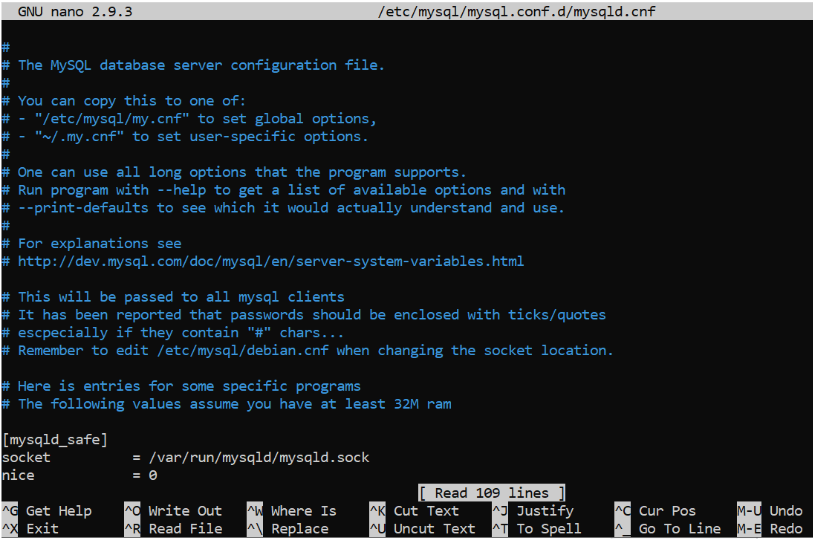 GNU nano 2.9.3 /etc/mysql/mysql.conf.d/mysqld.cnf
#
# The MySQL database server configuration file.
#
# You can copy this to one of:
# - "/etc/mysql/my.cnf" to set global options,
# - "~/.my.cnf" to set user-specific options.
#
# One can use all long options that the program supports.
# Run program with --help to get a list of available options and with
# --print-defaults to see which it would actually understand and use.
#
# For explanations see
# http://dev.mysql.com/doc/mysql/en/server-system-variables.html
# This will be passed to all mysql clients
# It has been reported that passwords should be enclosed with ticks/quotes
# escpecially if they contain "#" chars...
# Remember to edit /etc/mysql/debian.cnf when changing the socket location.
# Here is entries for some specific programs
# The following values assume you have at least 32M ram
[mysqld_safe]
socket = /var/run/mysqld/mysqld.sock
nice = 0
[ Read 109 lines ]
^G Get Help ^O Write Out ^W Where Is ^K Cut Text ^J Justify ^C Cur Pos M-U Undo
^X Exit ^R Read File ^\ Replace ^U Uncut Text ^T To Spell ^_ Go To Line M-E Redo